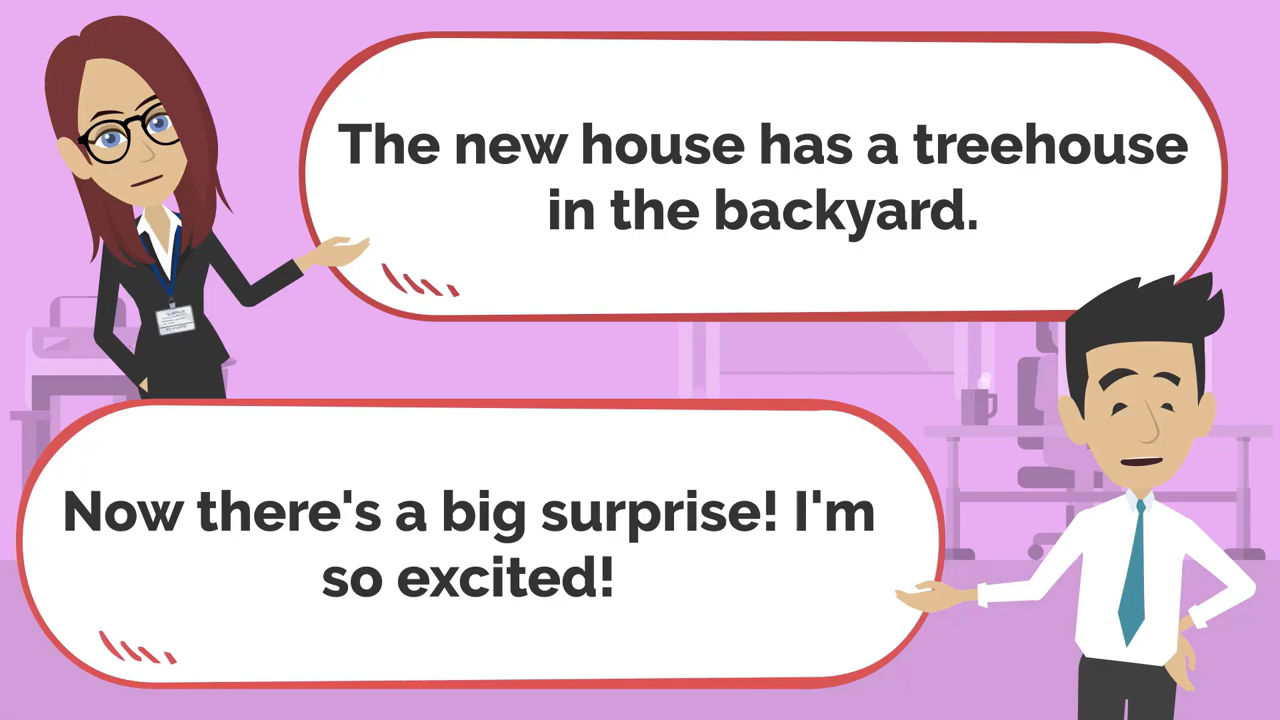 The new house has a treehouse
in the backyard.
Now there's a big surprise! I'm
so excited!